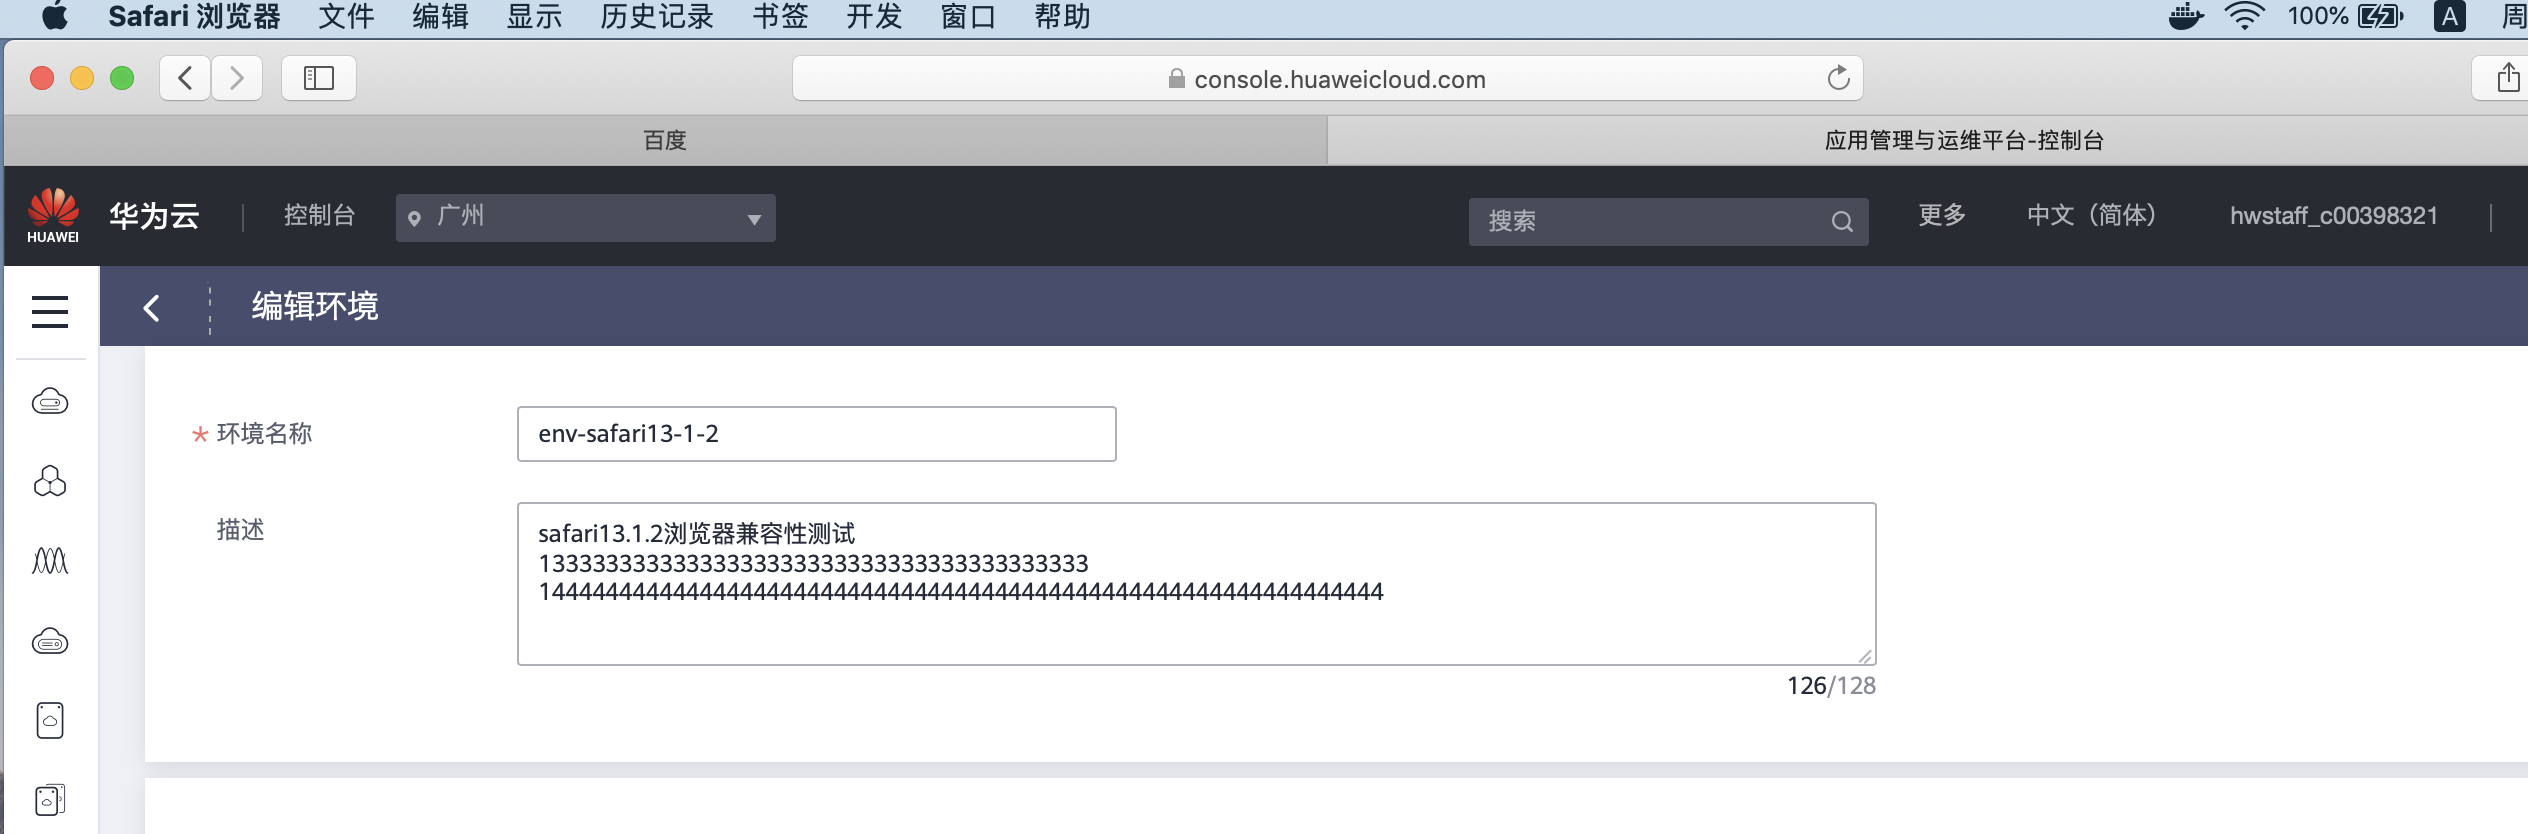 Safari 浏览器 文件 编辑 显示 历史记录 书签 开发 窗口 帮助 100% A 周
console.huaweicloud.com
百度 应用管理与运维平台-控制台
HUAWEI 华为云 控制台 广州 搜索 更多 中文（简体） hwstaff_c00398321
编辑环境
* 环境名称 env-safari13-1-2
描述 safari13.1.2浏览器兼容性测试
13333333333333333333333333333333333333333
144444444444444444444444444444444444444444444444444444444444444
126/128